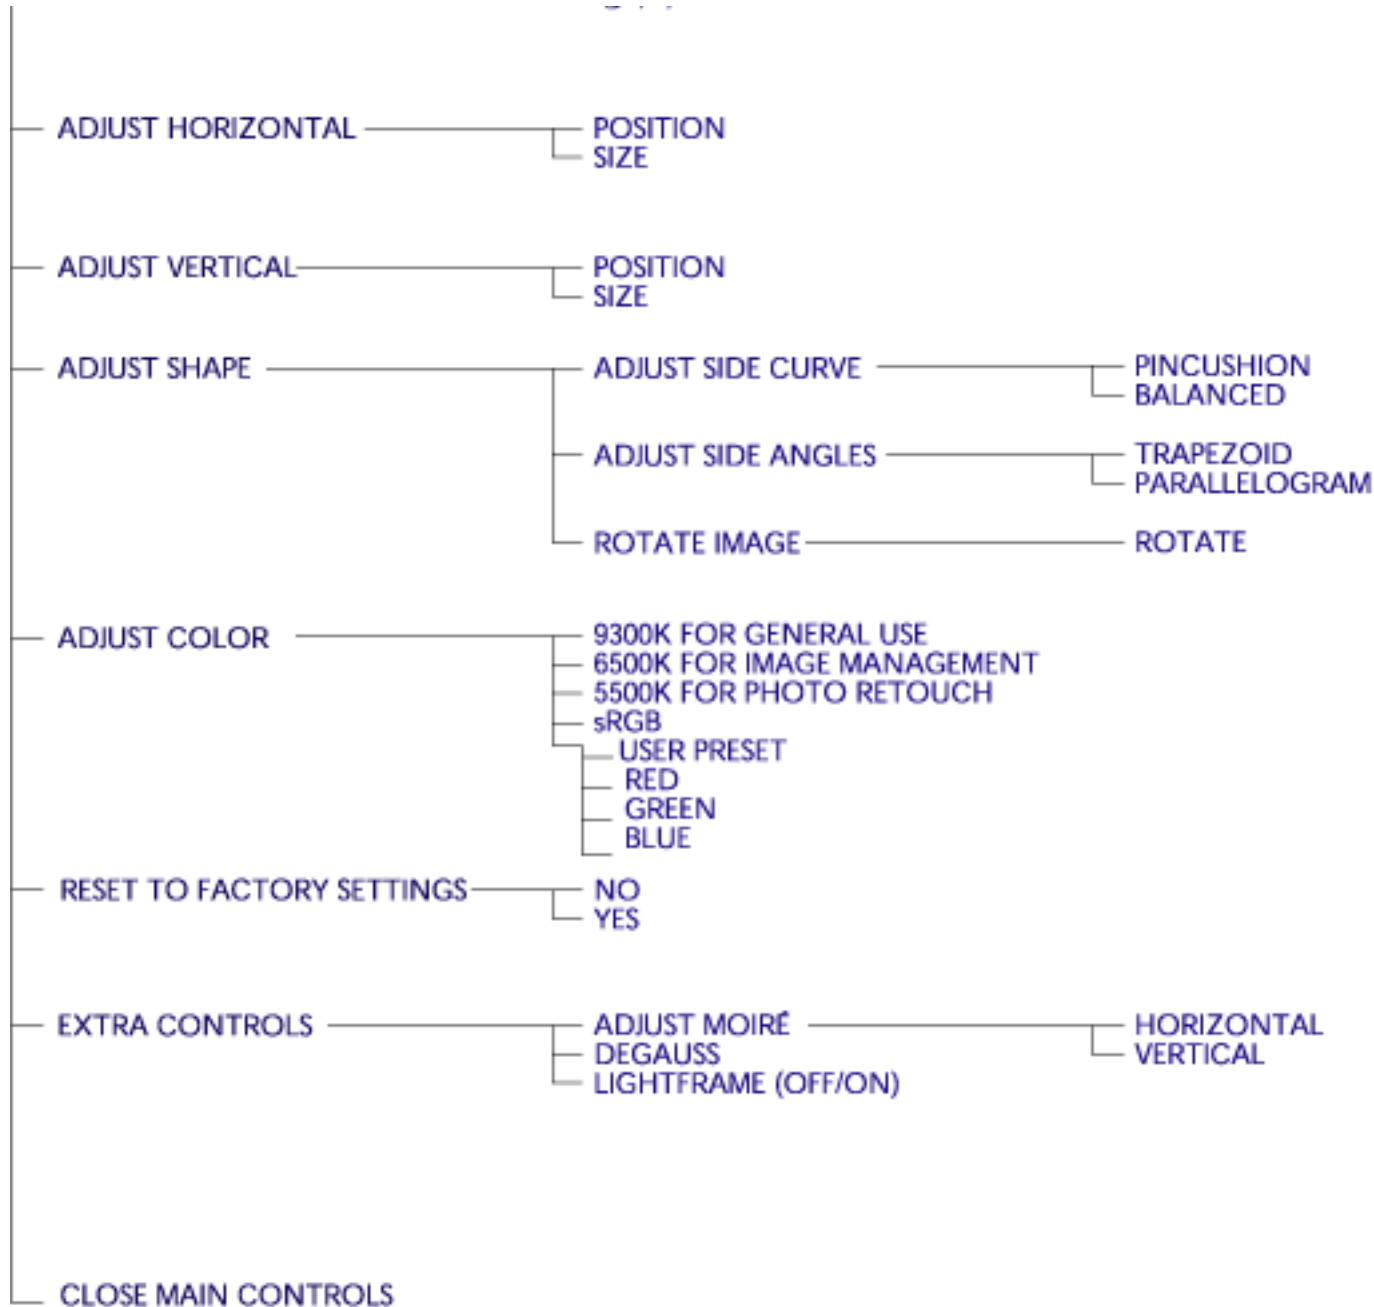 ADJUST HORIZONTAL POSITION
SIZE
ADJUST VERTICAL POSITION
SIZE
ADJUST SHAPE ADJUST SIDE CURVE PINCUSHION
BALANCED
ADJUST SIDE ANGLES TRAPEZOID
PARALLELOGRAM
ROTATE IMAGE ROTATE
ADJUST COLOR 9300K FOR GENERAL USE
6500K FOR IMAGE MANAGEMENT
5500K FOR PHOTO RETOUCH
sRGB
USER PRESET
RED
GREEN
BLUE
RESET TO FACTORY SETTINGS NO
YES
EXTRA CONTROLS ADJUST MOIRÉ HORIZONTAL
DEGAUSS VERTICAL
LIGHTFRAME (OFF/ON)
CLOSE MAIN CONTROLS